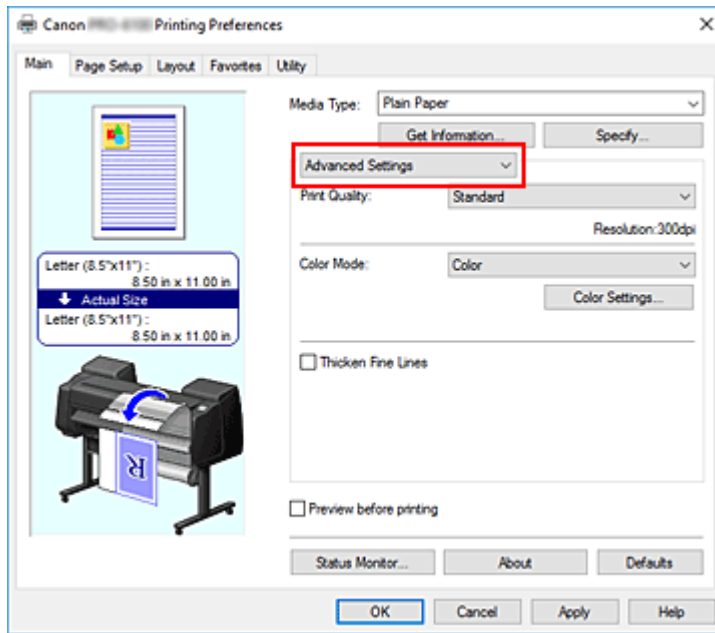 Canon Printing Preferences
Main Page Setup Layout Favorites Utility
Media Type: Plain Paper
Get Information... Specify...
Advanced Settings
Print Quality: Standard
Resolution:300dpi
Letter (8.5"x11") :
8.50 in x 11.00 in
Actual Size
Letter (8.5"x11") :
8.50 in x 11.00 in
Color Mode: Color
Color Settings...
Thicken Fine Lines
R
Preview before printing
Status Monitor... About Defaults
OK Cancel Apply Help